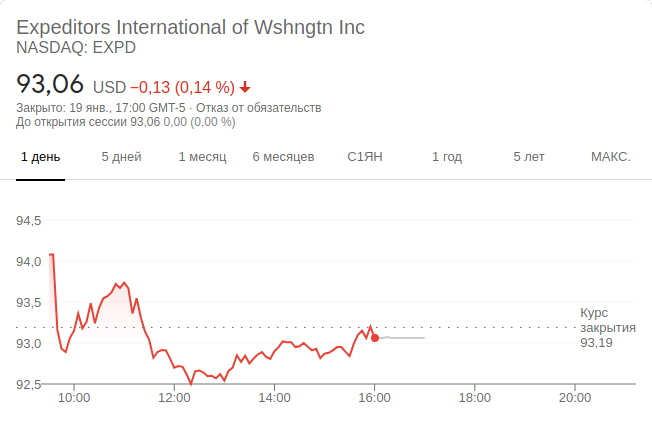 Expeditors International of Wshngtn Inc
NASDAQ: EXPD
93,06 USD −0,13 (0,14 %)
Закрыто: 19 янв., 17:00 GMT-5 · Отказ от обязательств
До открытия сессии 93,06 0,00 (0,00 %)
1 день 5 дней 1 месяц 6 месяцев С1ЯН 1 год 5 лет МАКС.
94,5
94,0
93,5
Курс
закрытия
93,19
93,0
92,5
10:00 12:00 14:00 16:00 18:00 20:00